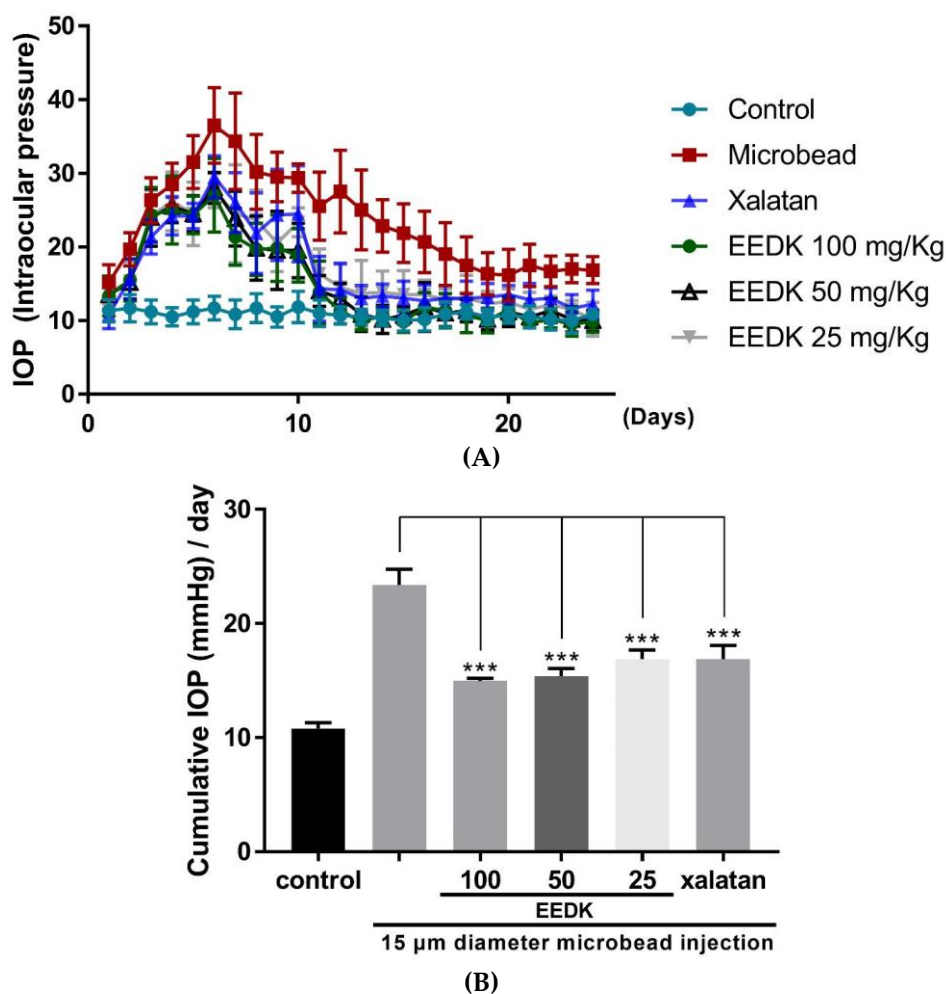 50
40
30
20
10
0
IOP (Intraocular pressure)
0 10 20 (Days)
Control
Microbead
Xalatan
EEDK 100 mg/Kg
EEDK 50 mg/Kg
EEDK 25 mg/Kg
(A)
Cumulative IOP (mmHg) / day
30
20
10
0
*** *** *** ***
control 100 50 25 xalatan
EEDK
15 µm diameter microbead injection
(B)